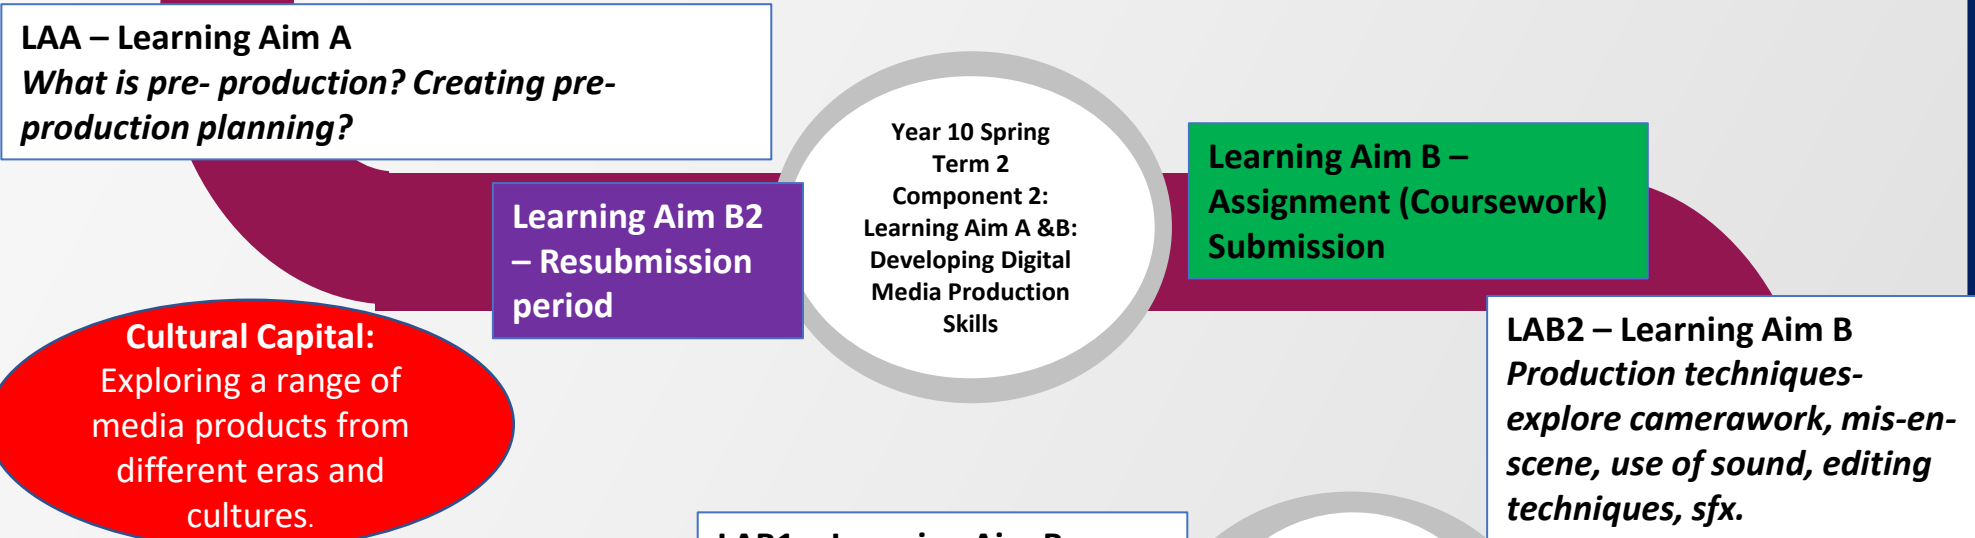 LAA – Learning Aim A
What is pre- production? Creating pre-
production planning?
Year 10 Spring
Term 2
Component 2:
Learning Aim A &B:
Developing Digital
Media Production
Skills
Learning Aim B –
Assignment (Coursework)
Submission
Learning Aim B2
– Resubmission
period
Cultural Capital:
Exploring a range of
media products from
different eras and
cultures.
LAB2 – Learning Aim B
Production techniques-
explore camerawork, mis-en-
scene, use of sound, editing
techniques, sfx.
LAB1 – Learning Aim B